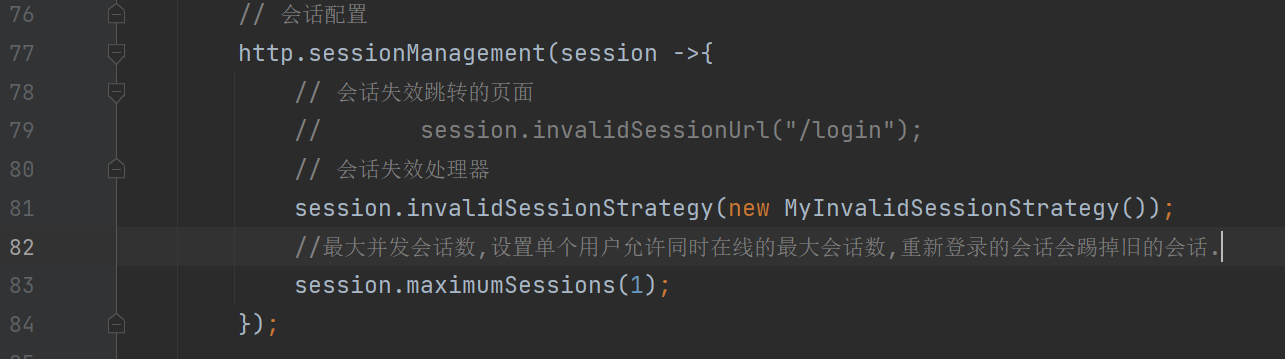 76 // 会话配置
77 http.sessionManagement(session ->{
78 // 会话失效跳转的页面
79 // session.invalidSessionUrl("/login");
80 // 会话失效处理器
81 session.invalidSessionStrategy(new MyInvalidSessionStrategy());
82 //最大并发会话数,设置单个用户允许同时在线的最大会话数,重新登录的会话会踢掉旧的会话.
83 session.maximumSessions(1);
84 });